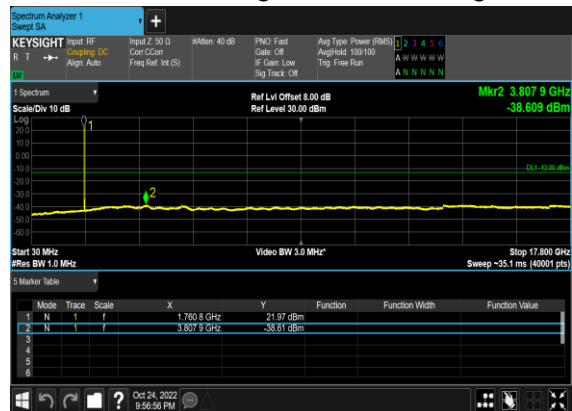 Spectrum Analyzer 1
Swept SA
KEYSIGHT Input: RF Input Z: 50 Ω #Atten: 40 dB PNO: Fast Avg Type: Power (RMS) 1 2 3 4 5 6
R T Coupling: DC Corr CCorr Gate: Off Avg|Hold: 100/100 A W W W W W
Align: Auto Freq Ref: Int (S) IF Gain: Low Trig: Free Run
LW Sig Track: Off A N N N N N
1 Spectrum Ref Lvl Offset 8.00 dB Mkr2 3.807 9 GHz
Scale/Div 10 dB Ref Level 30.00 dBm -38.609 dBm
Log
20.0 1
10.0
0.00
-10.0 DL1 -13.00 dBm
-20.0
-30.0 2
-40.0
-50.0
-60.0
Start 30 MHz Video BW 3.0 MHz* Stop 17.800 GHz
#Res BW 1.0 MHz Sweep ~35.1 ms (40001 pts)
5 Marker Table
Mode Trace Scale X Y Function Function Width Function Value
1 N 1 f 1.760 8 GHz 21.97 dBm
2 N 1 f 3.807 9 GHz -38.61 dBm
3
4
5
6
? Oct 24, 2022
9:56:56 PM